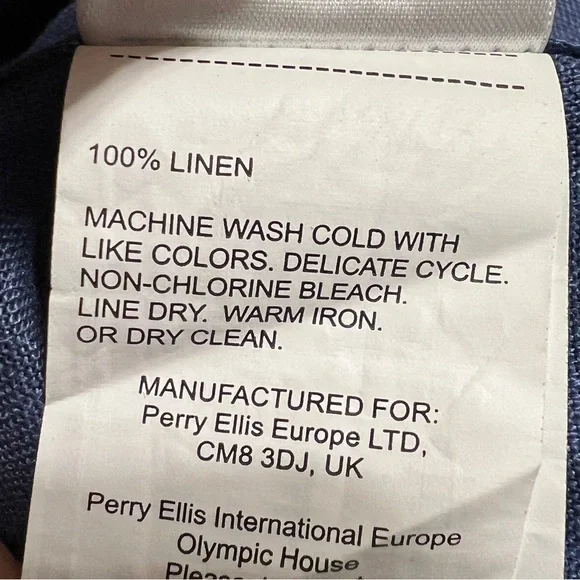 100% LINEN
MACHINE WASH COLD WITH
LIKE COLORS. DELICATE CYCLE.
NON-CHLORINE BLEACH.
LINE DRY. WARM IRON.
OR DRY CLEAN.
MANUFACTURED FOR:
Perry Ellis Europe LTD,
CM8 3DJ, UK
Perry Ellis International Europe
Olympic House